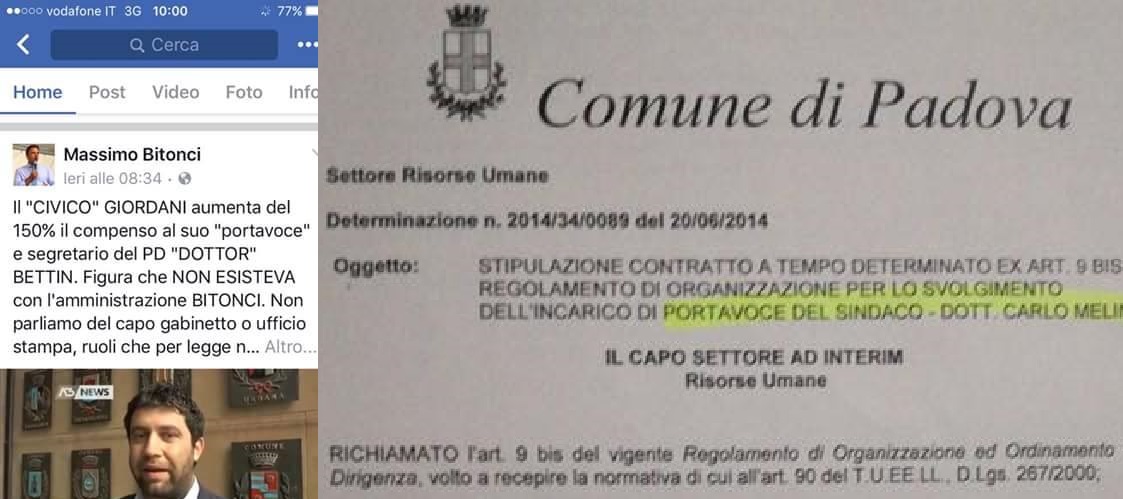 vodafone IT 3G 10:00 77%
Cerca
Home Post Video Foto Info
Massimo Bitonci
Ieri alle 08:34 ·
Il "CIVICO" GIORDANI aumenta del
150% il compenso al suo "portavoce"
e segretario del PD "DOTTOR"
BETTIN. Figura che NON ESISTEVA
con l'amministrazione BITONCI. Non
parliamo del capo gabinetto o ufficio
stampa, ruoli che per legge n... Altro...
NEWS
COMUNE
Comune di Padova
Settore Risorse Umane
Determinazione n. 2014/34/0089 del 20/06/2014
Oggetto: STIPULAZIONE CONTRATTO A TEMPO DETERMINATO EX ART. 9 BIS
REGOLAMENTO DI ORGANIZZAZIONE PER LO SVOLGIMENTO
DELL'INCARICO DI PORTAVOCE DEL SINDACO - DOTT. CARLO MELIN
IL CAPO SETTORE AD INTERIM
Risorse Umane
RICHIAMATO l'art. 9 bis del vigente Regolamento di Organizzazione ed Ordinamento
Dirigenza, volto a recepire la normativa di cui all'art. 90 del T.U.EE.LL., D.Lgs. 267/2000;